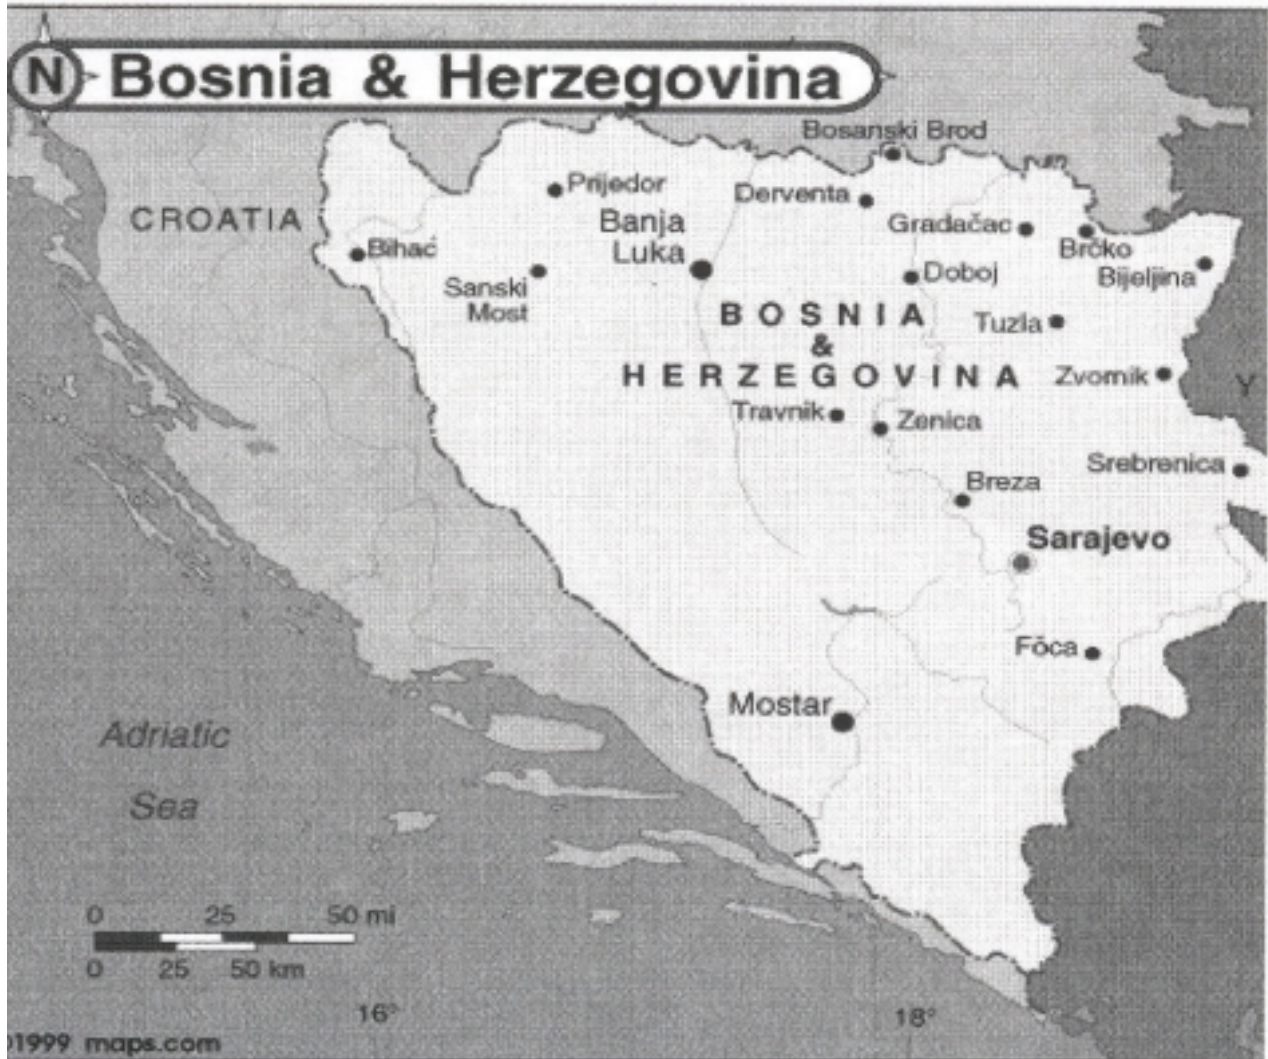 N Bosnia & Herzegovina
Bosanski Brod
Prijedor
Derventa
CROATIA
Banja
Luka
Gradačac
Brčko
Bihać
Bijeljina
Sanski
Most
Doboj
BOSNIA
&
HERZEGOVINA
Tuzla
Zvornik
Y
Travnik
Zenica
Srebrenica
Breza
Sarajevo
Fōca
Mostar
Adriatic
Sea
0 25 50 mi
0 25 50 km
16°
18°
©1999 maps.com